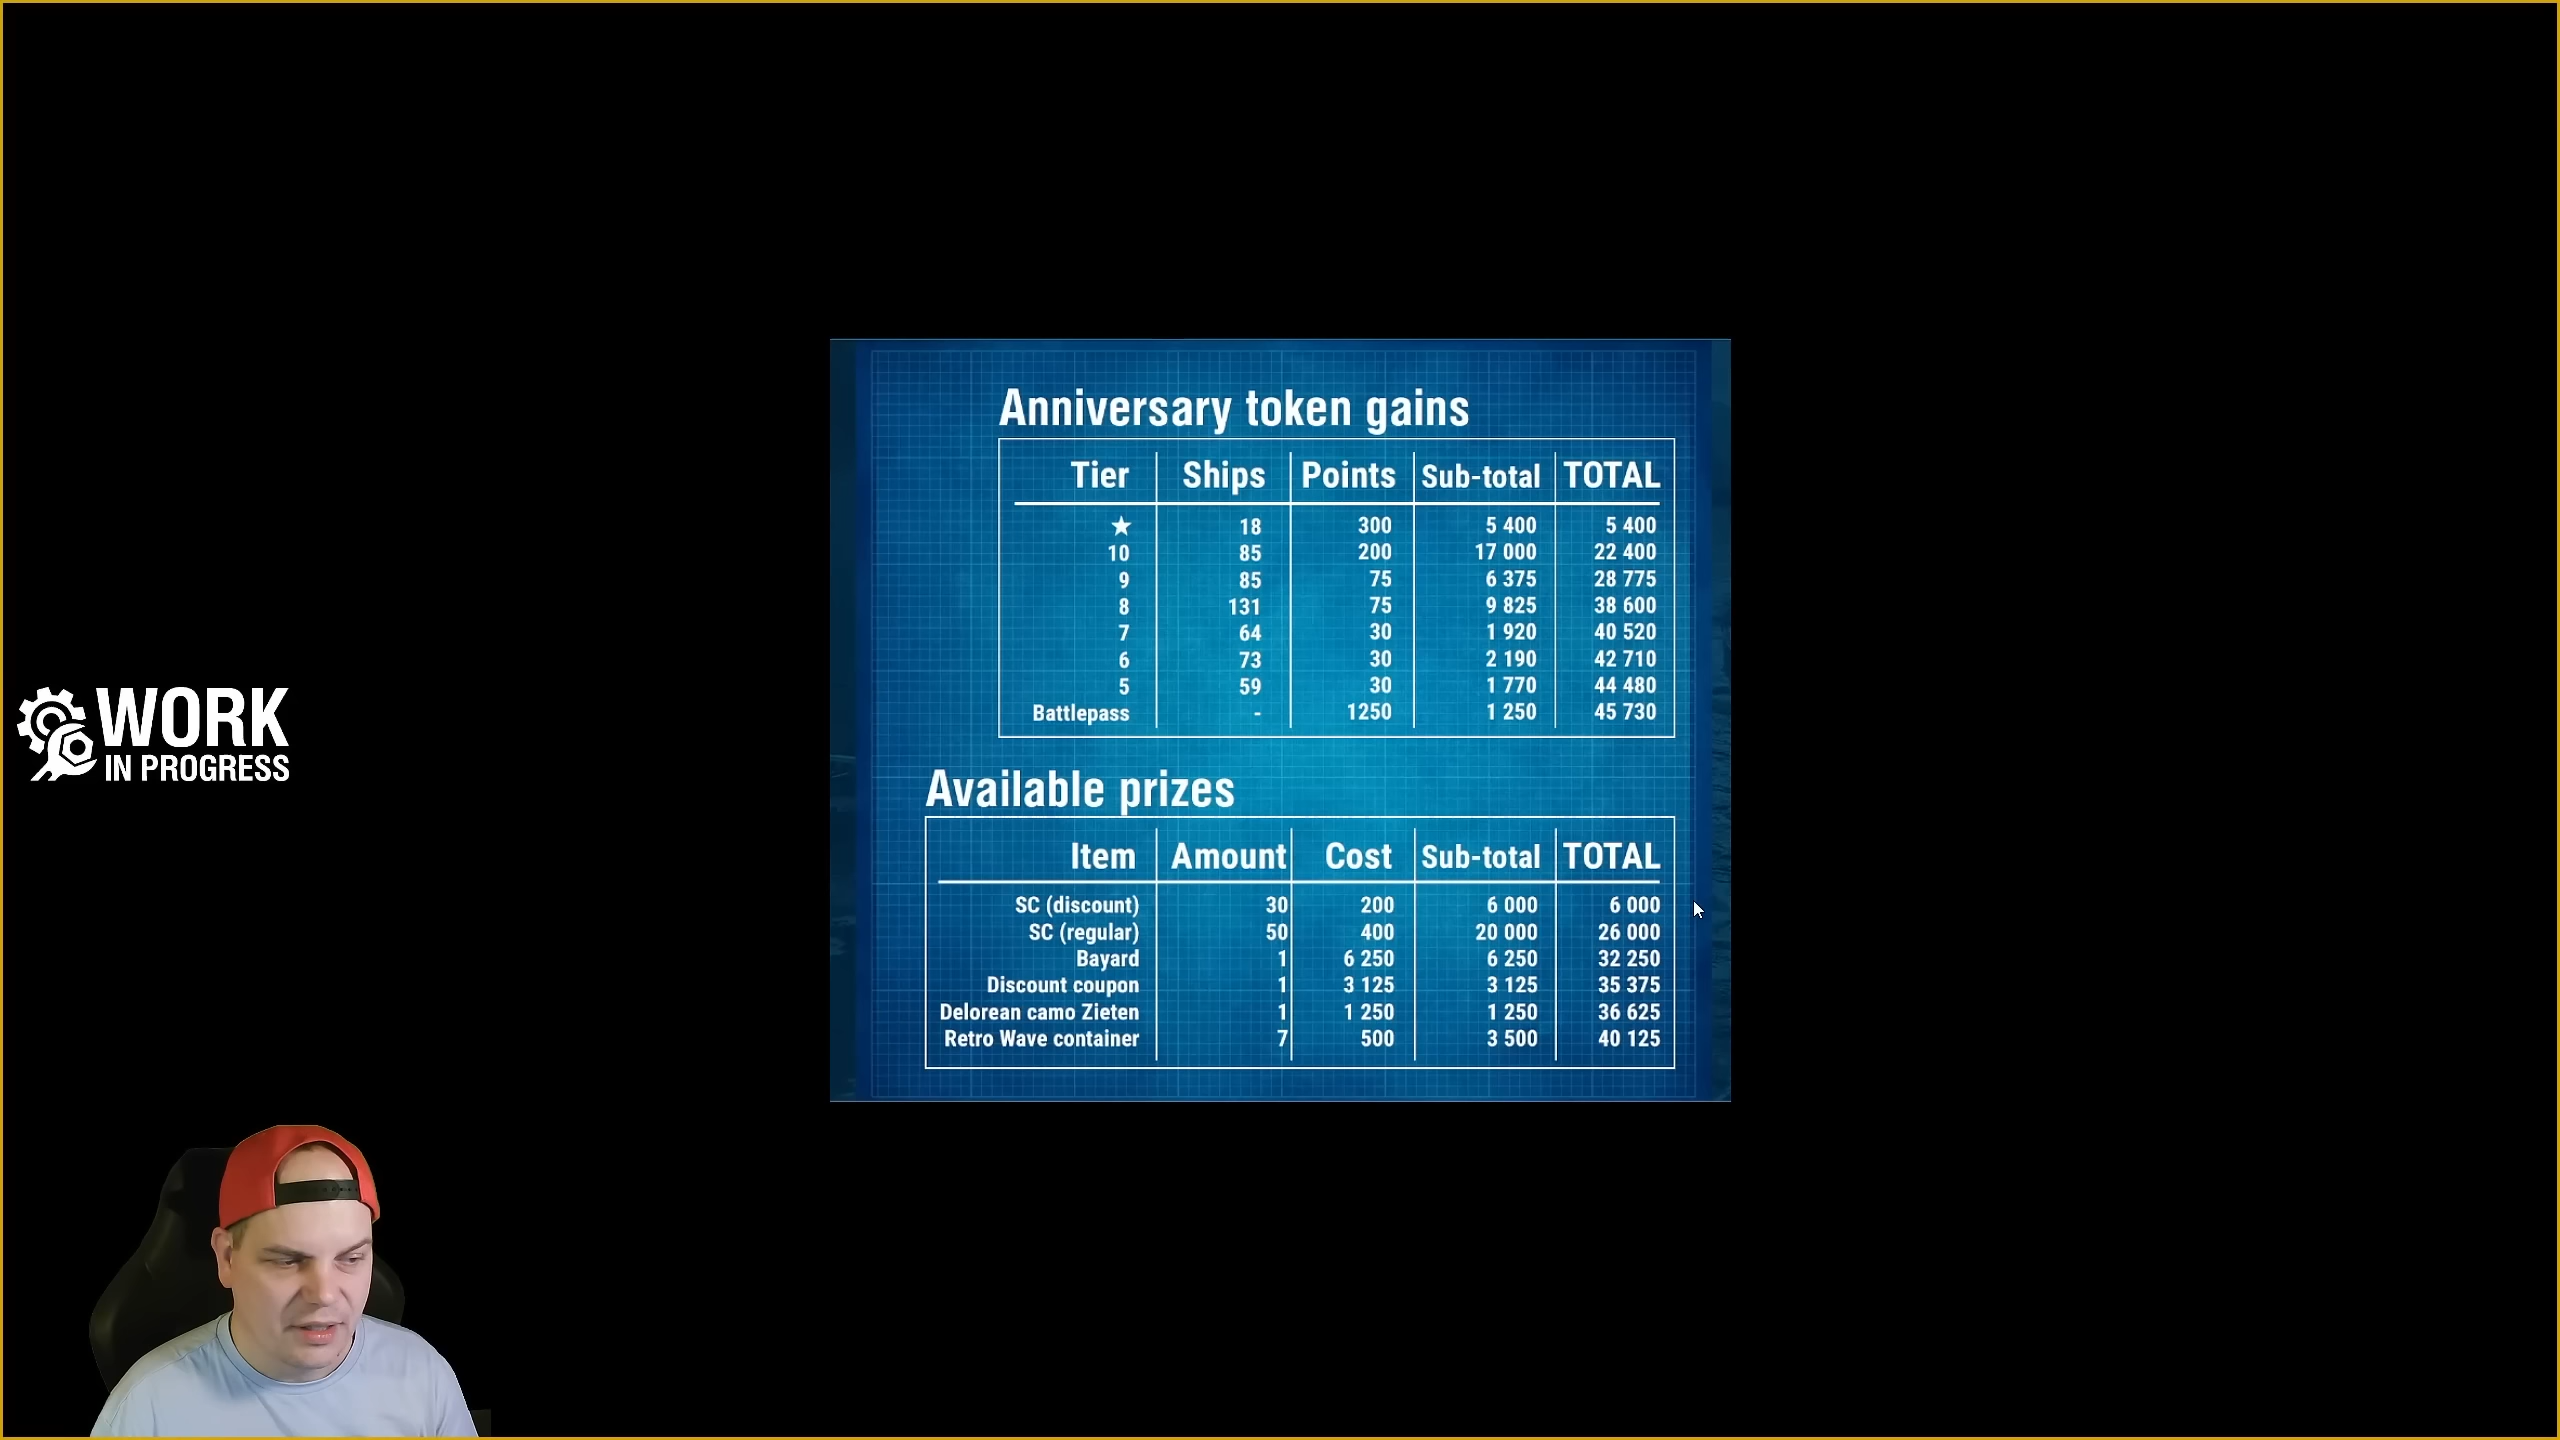 Anniversary token gains
Tier Ships Points Sub-total TOTAL
★ 18 300 5 400 5 400
10 85 200 17 000 22 400
9 85 75 6 375 28 775
8 131 75 9 825 38 600
7 64 30 1 920 40 520
6 73 30 2 190 42 710
5 59 30 1 770 44 480
Battlepass - 1250 1 250 45 730
WORK
IN PROGRESS
Available prizes
Item Amount Cost Sub-total TOTAL
SC (discount) 30 200 6 000 6 000
SC (regular) 50 400 20 000 26 000
Bayard 1 6 250 6 250 32 250
Discount coupon 1 3 125 3 125 35 375
Delorean camo Zieten 1 1 250 1 250 36 625
Retro Wave container 7 500 3 500 40 125